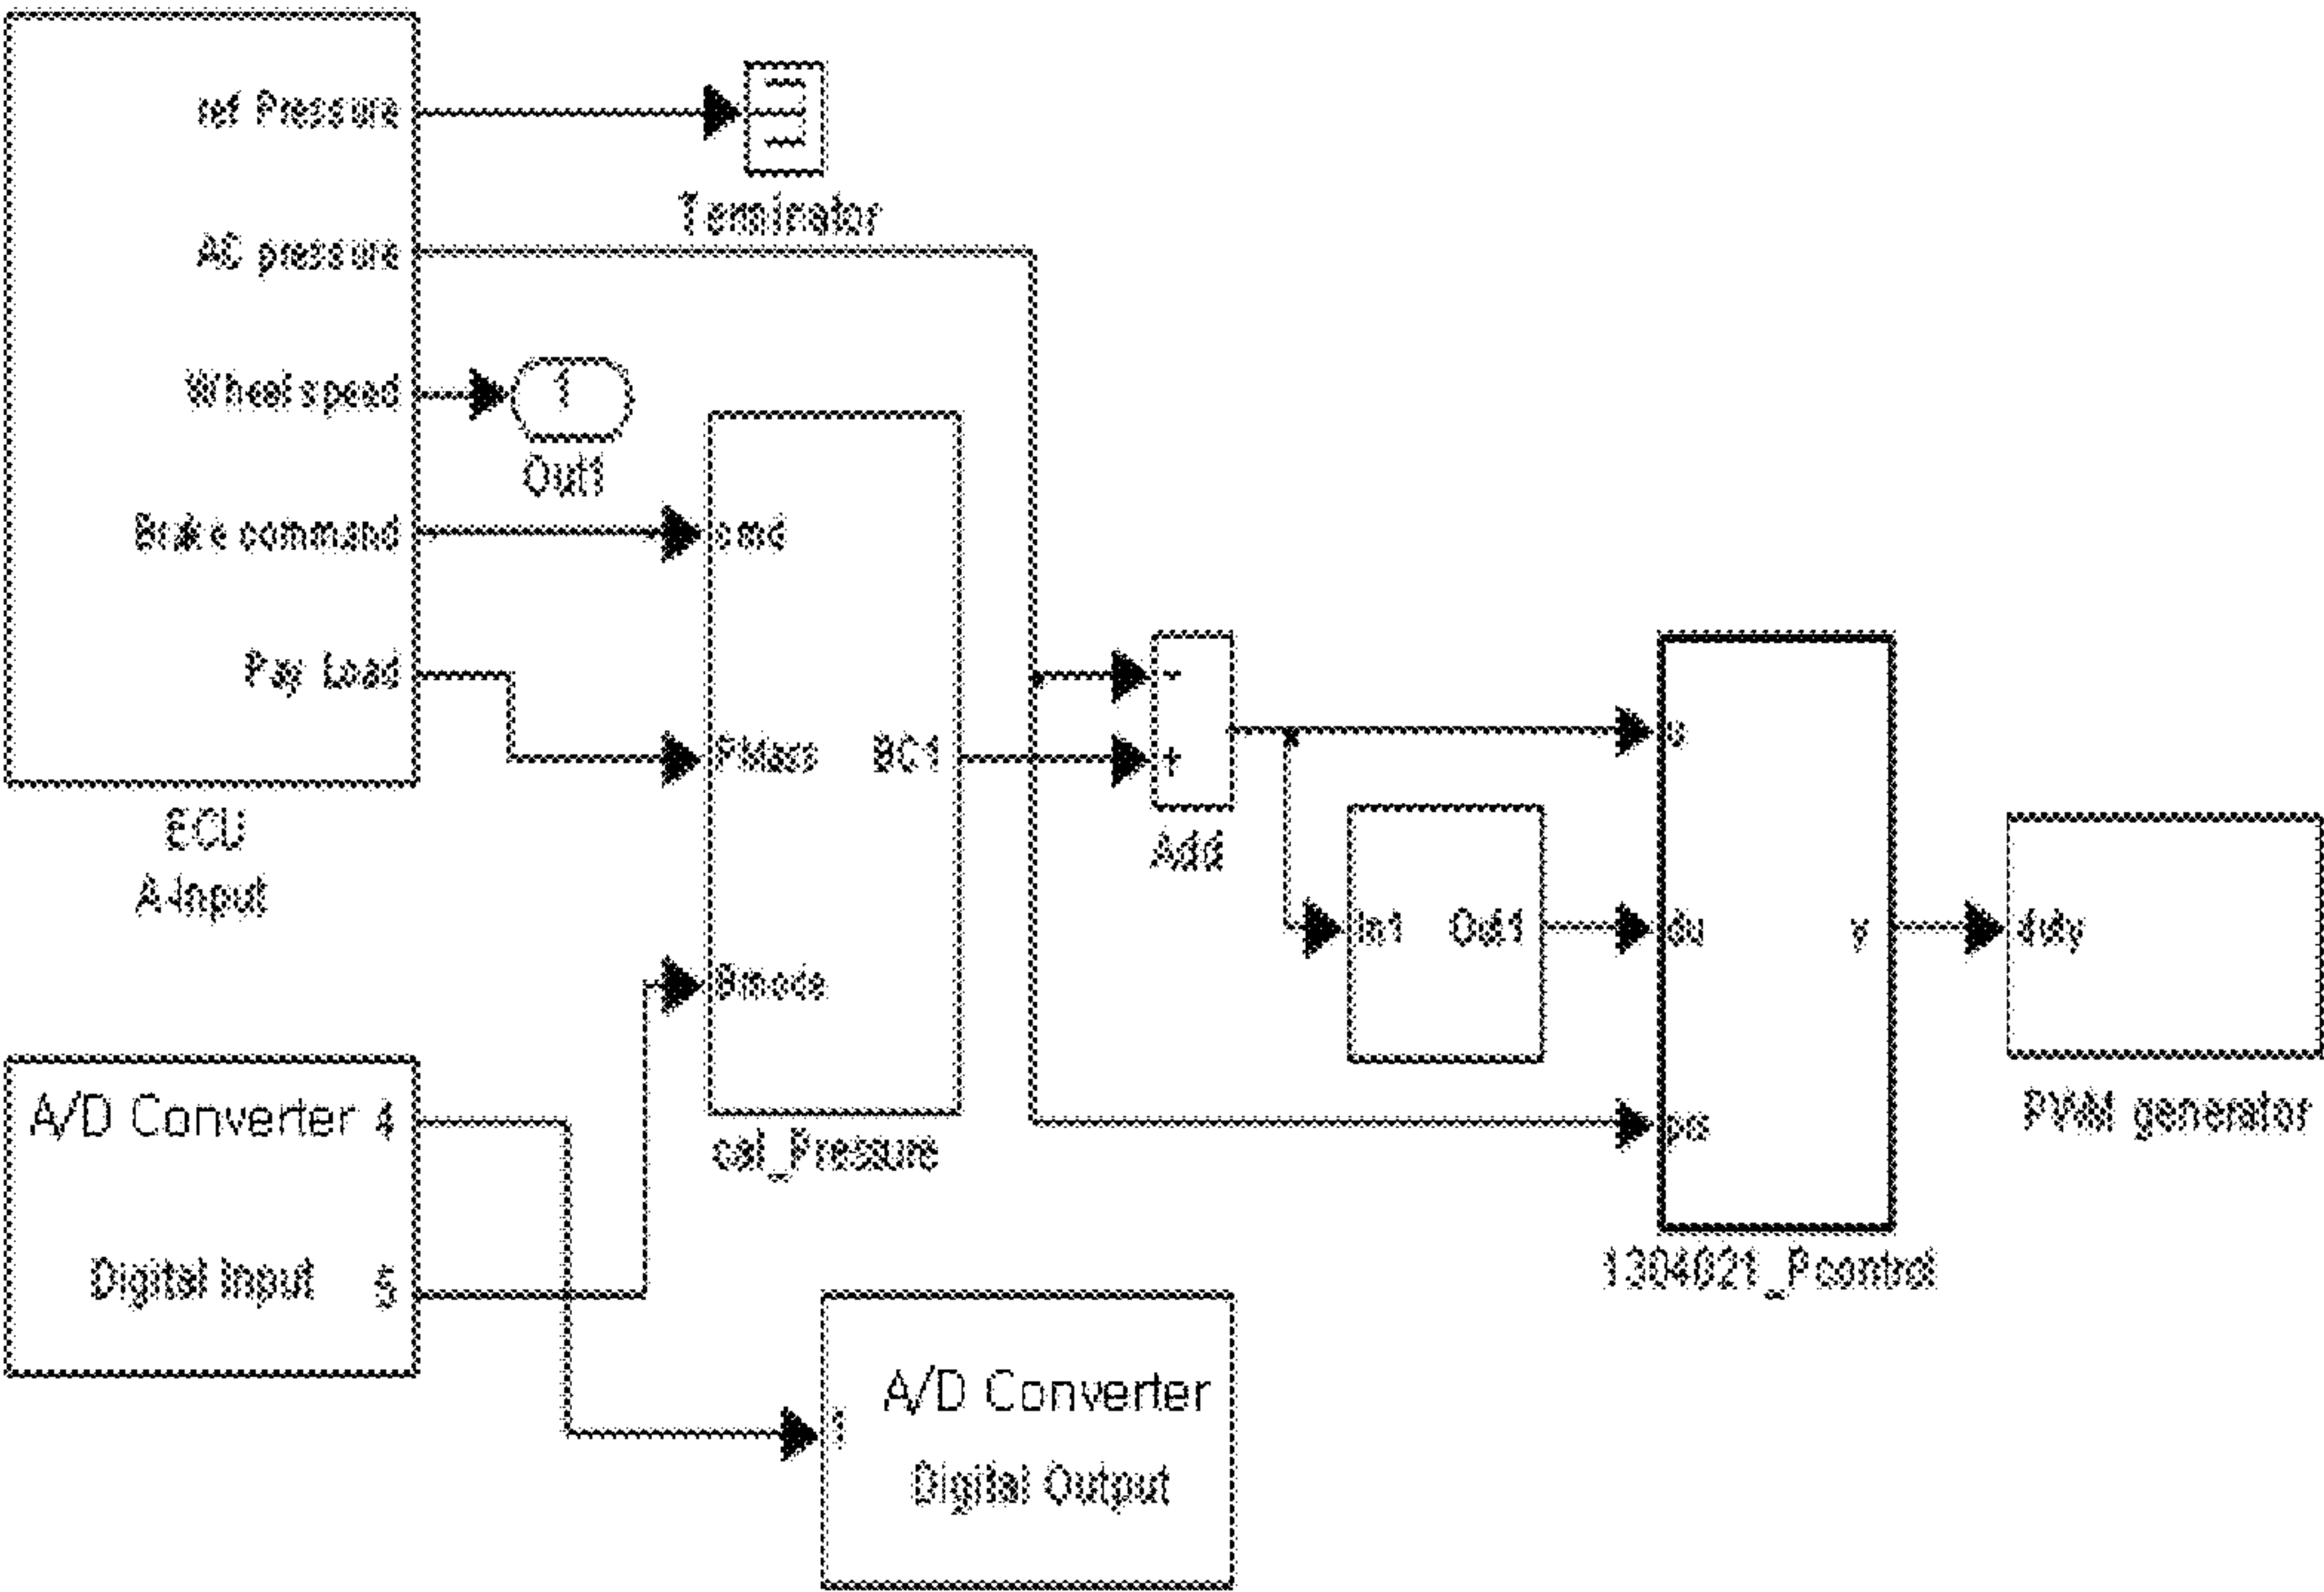 ref Pressure
AC pressure
Wheel speed
Brake command
Pay Load
ECU
A-Input
Terminator
1
Out1
cmd
PMass
BC1
Bmode
cal_Pressure
-
+
Add
In1
Out1
u
du
y
duty
PWM generator
1304021_Pcontrol
A/D Converter 4
Digital Input 5
1
A/D Converter
Digital Output